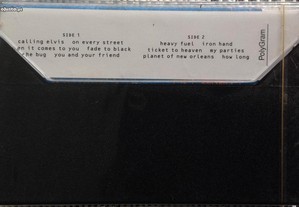 SIDE 1
calling elvis on every street
en it comes to you fade to black
he bug you and your friend
SIDE 2
heavy fuel iron hand
ticket to heaven my parties
planet of new orleans how long
PolyGram